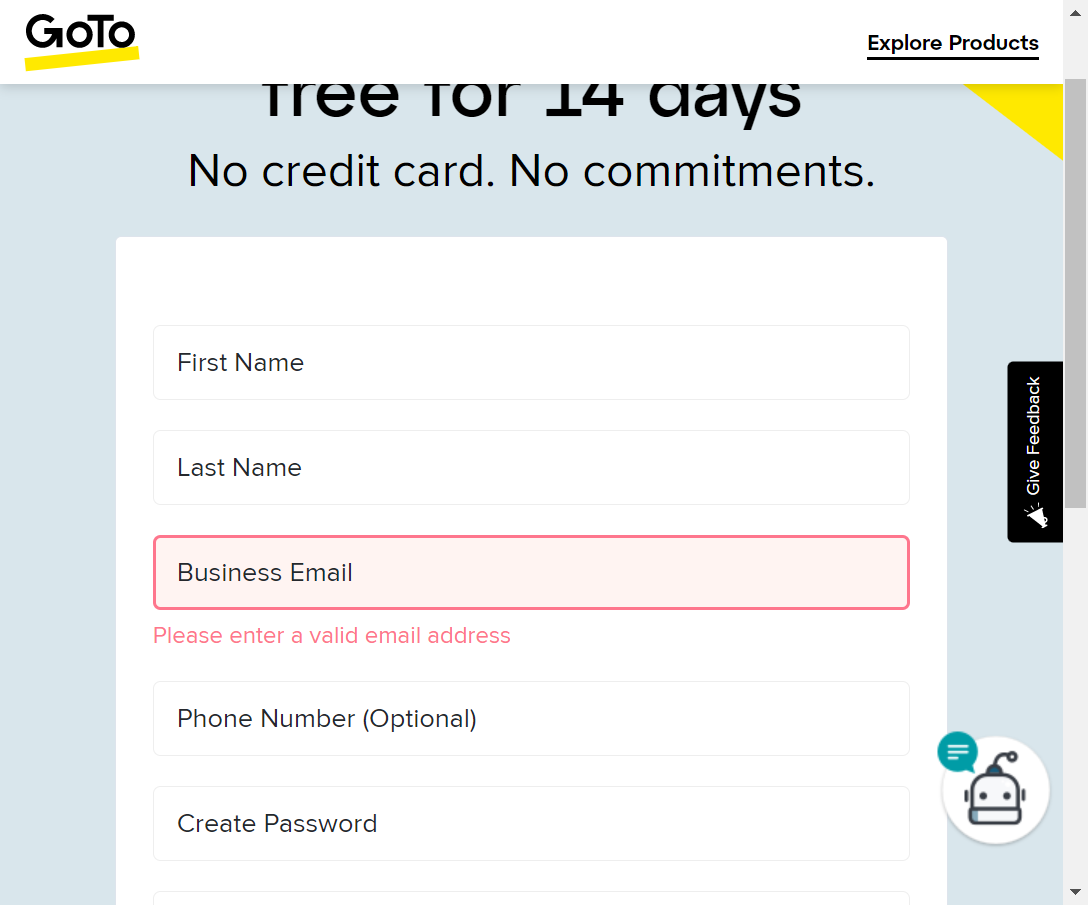 GoTo
Explore Products
free for 14 days
No credit card. No commitments.
First Name
Last Name
Give Feedback
Business Email
Please enter a valid email address
Phone Number (Optional)
Create Password